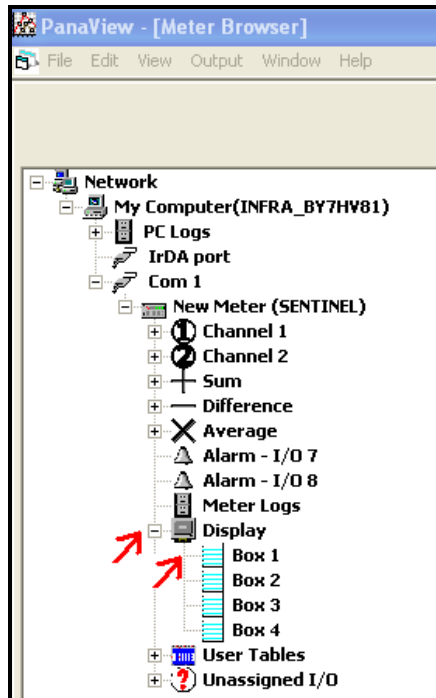 PanaView - [Meter Browser]
File Edit View Output Window Help
Network
My Computer(INFRA_BY7HV81)
PC Logs
IrDA port
Com 1
New Meter (SENTINEL)
1 Channel 1
2 Channel 2
Sum
Difference
Average
Alarm - I/O 7
Alarm - I/O 8
Meter Logs
Display
Box 1
Box 2
Box 3
Box 4
User Tables
? Unassigned I/O